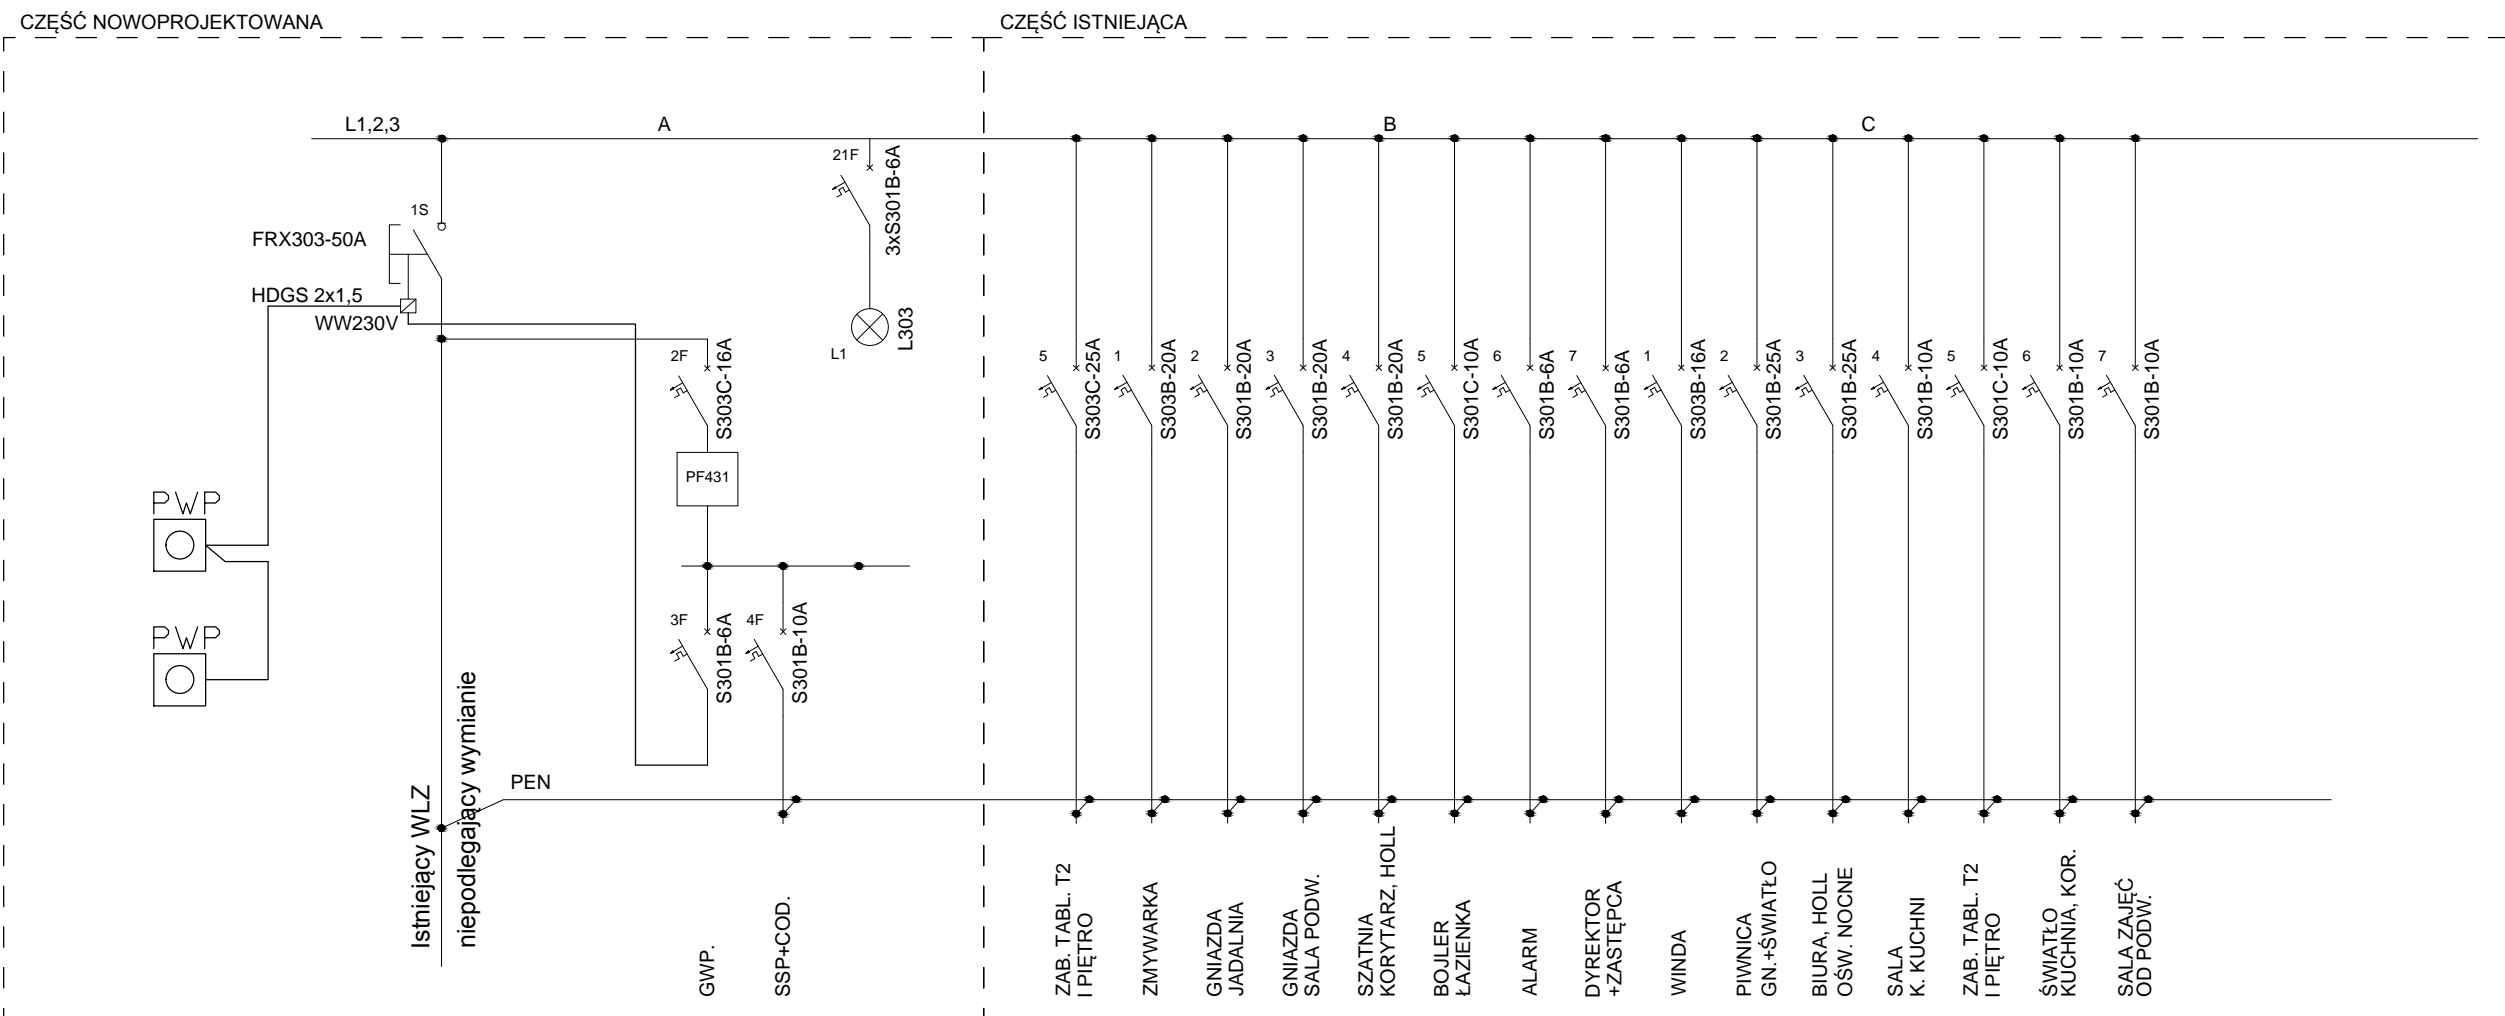 CZĘŚĆ NOWOPROJEKTOWANA
CZĘŚĆ ISTNIEJĄCA
L1,2,3
A
B
C
1S
FRX303-50A
HDGS 2x1,5
WW230V
21F
3xS301B-6A
L1
L303
2F
S303C-16A
PF431
3F
S301B-6A
4F
S301B-10A
PWP
PWP
Istniejący WLZ
niepodlegający wymianie
PEN
GWP.
SSP+COD.
5
S303C-25A
1
S303B-20A
2
S301B-20A
3
S301B-20A
4
S301B-20A
5
S301C-10A
6
S301B-6A
7
S301B-6A
1
S303B-16A
2
S301B-25A
3
S301B-25A
4
S301B-10A
5
S301C-10A
6
S301B-10A
7
S301B-10A
ZAB. TABL. T2
I PIĘTRO
ZMYWARKA
GNIAZDA
JADALNIA
GNIAZDA
SALA PODW.
SZATNIA
KORYTARZ, HOLL
BOJLER
ŁAZIENKA
ALARM
DYREKTOR
+ZASTĘPCA
WINDA
PIWNICA
GN.+ŚWIATŁO
BIURA, HOLL
OŚW. NOCNE
SALA
K. KUCHNI
ZAB. TABL. T2
I PIĘTRO
ŚWIATŁO
KUCHNIA, KOR.
SALA ZAJĘĆ
OD PODW.